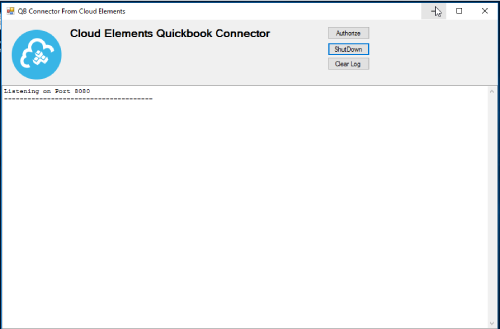 QB Connector From Cloud Elements
Cloud Elements Quickbook Connector
Authorize
ShutDown
Clear Log
Listening on Port 8080
======================================